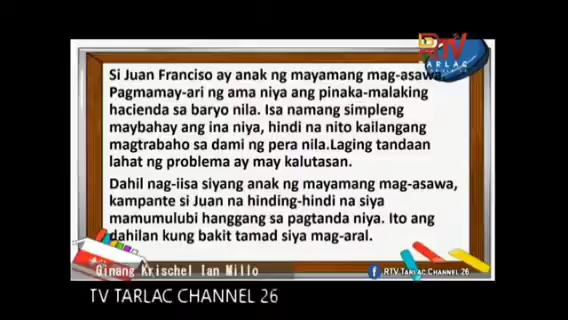 RTV
TARLAC
Si Juan Franciso ay anak ng mayamang mag-asawa.
Pagmamay-ari ng ama niya ang pinaka-malaking
hacienda sa baryo nila. Isa namang simpleng
maybahay ang ina niya, hindi na nito kailangang
magtrabaho sa dami ng pera nila.Laging tandaan
lahat ng problema ay may kalutasan.
Dahil nag-iisa siyang anak ng mayamang mag-asawa,
kampante si Juan na hinding-hindi na siya
mamumulubi hanggang sa pagtanda niya. Ito ang
dahilan kung bakit tamad siya mag-aral.
Ginang Krischel Ian Millo
f RTV Tarlac Channel 26
TV TARLAC CHANNEL 26